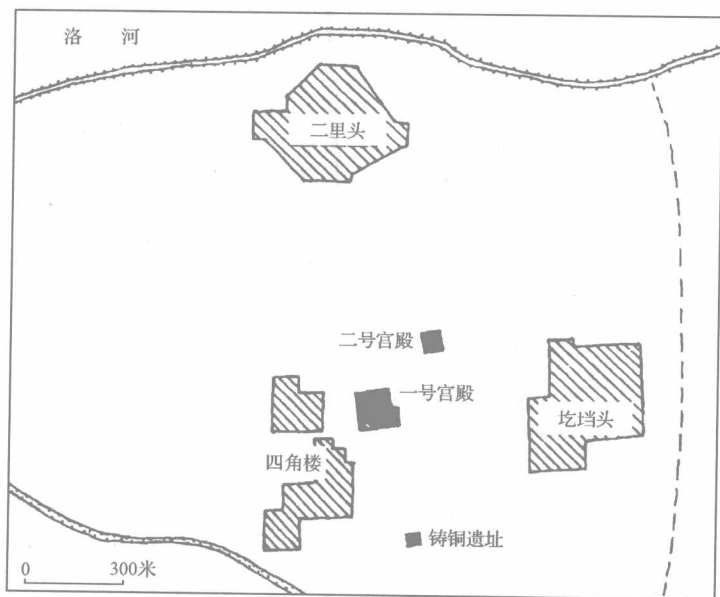 洛 河
二里头
二号宫殿
一号宫殿
圪垱头
四角楼
铸铜遗址
0 300米